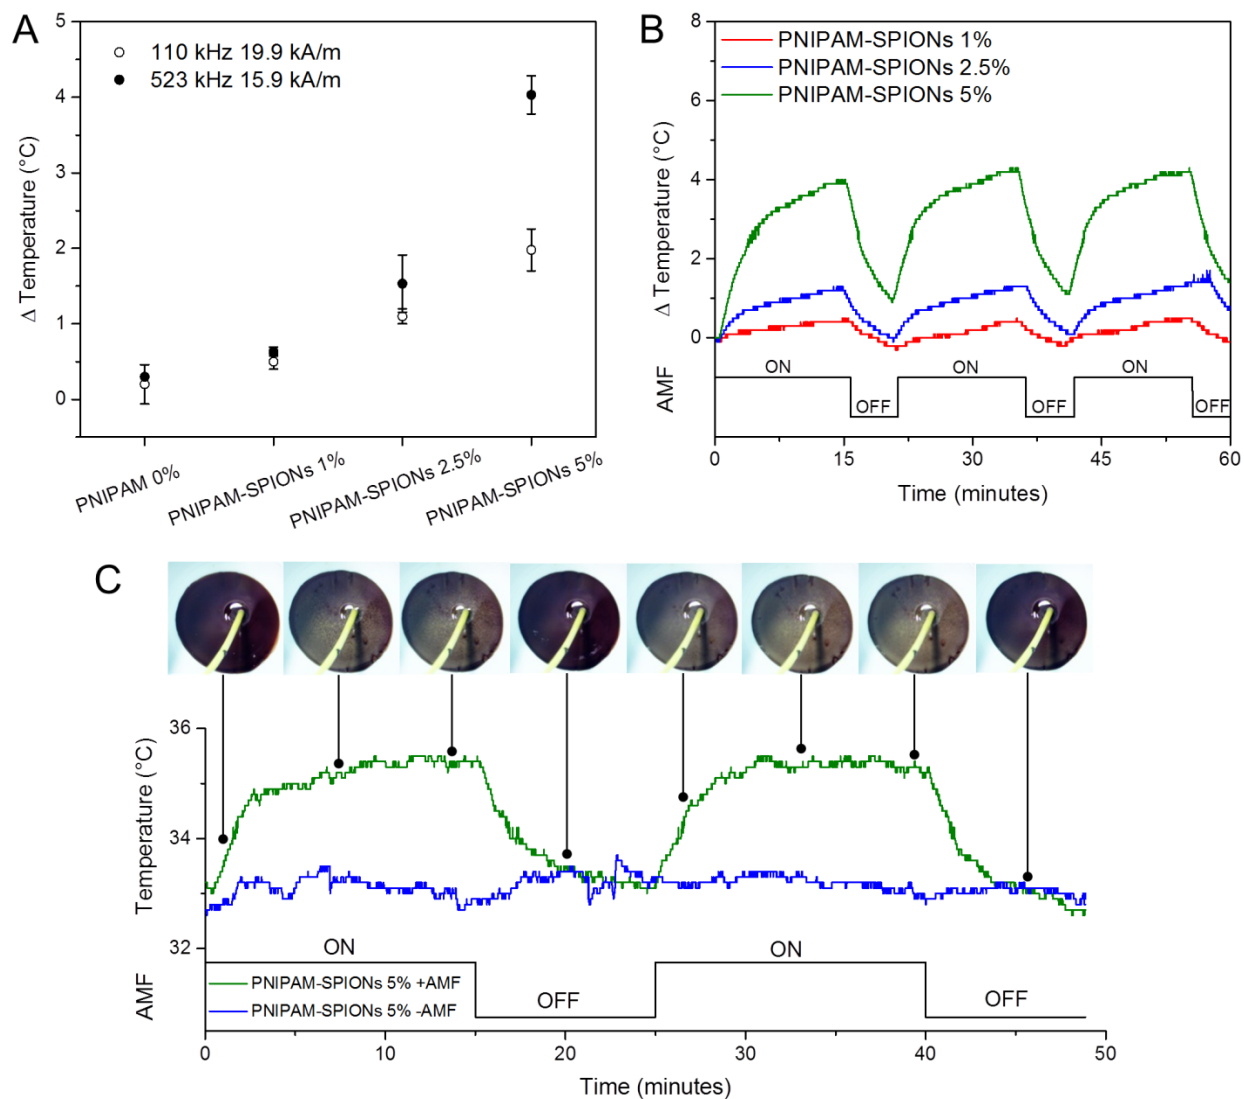 A
5
4
3
2
1
0
Δ Temperature (°C)
110 kHz 19.9 kA/m
523 kHz 15.9 kA/m
PNIPAM 0%
PNIPAM-SPIONs 1%
PNIPAM-SPIONs 2.5%
PNIPAM-SPIONs 5%
B
8
6
4
2
0
Δ Temperature (°C)
PNIPAM-SPIONs 1%
PNIPAM-SPIONs 2.5%
PNIPAM-SPIONs 5%
AMF
ON
OFF
ON
OFF
ON
OFF
0
15
30
45
60
Time (minutes)
C
36
34
32
Temperature (°C)
AMF
ON
OFF
ON
OFF
PNIPAM-SPIONs 5% +AMF
PNIPAM-SPIONs 5% -AMF
0
10
20
30
40
50
Time (minutes)